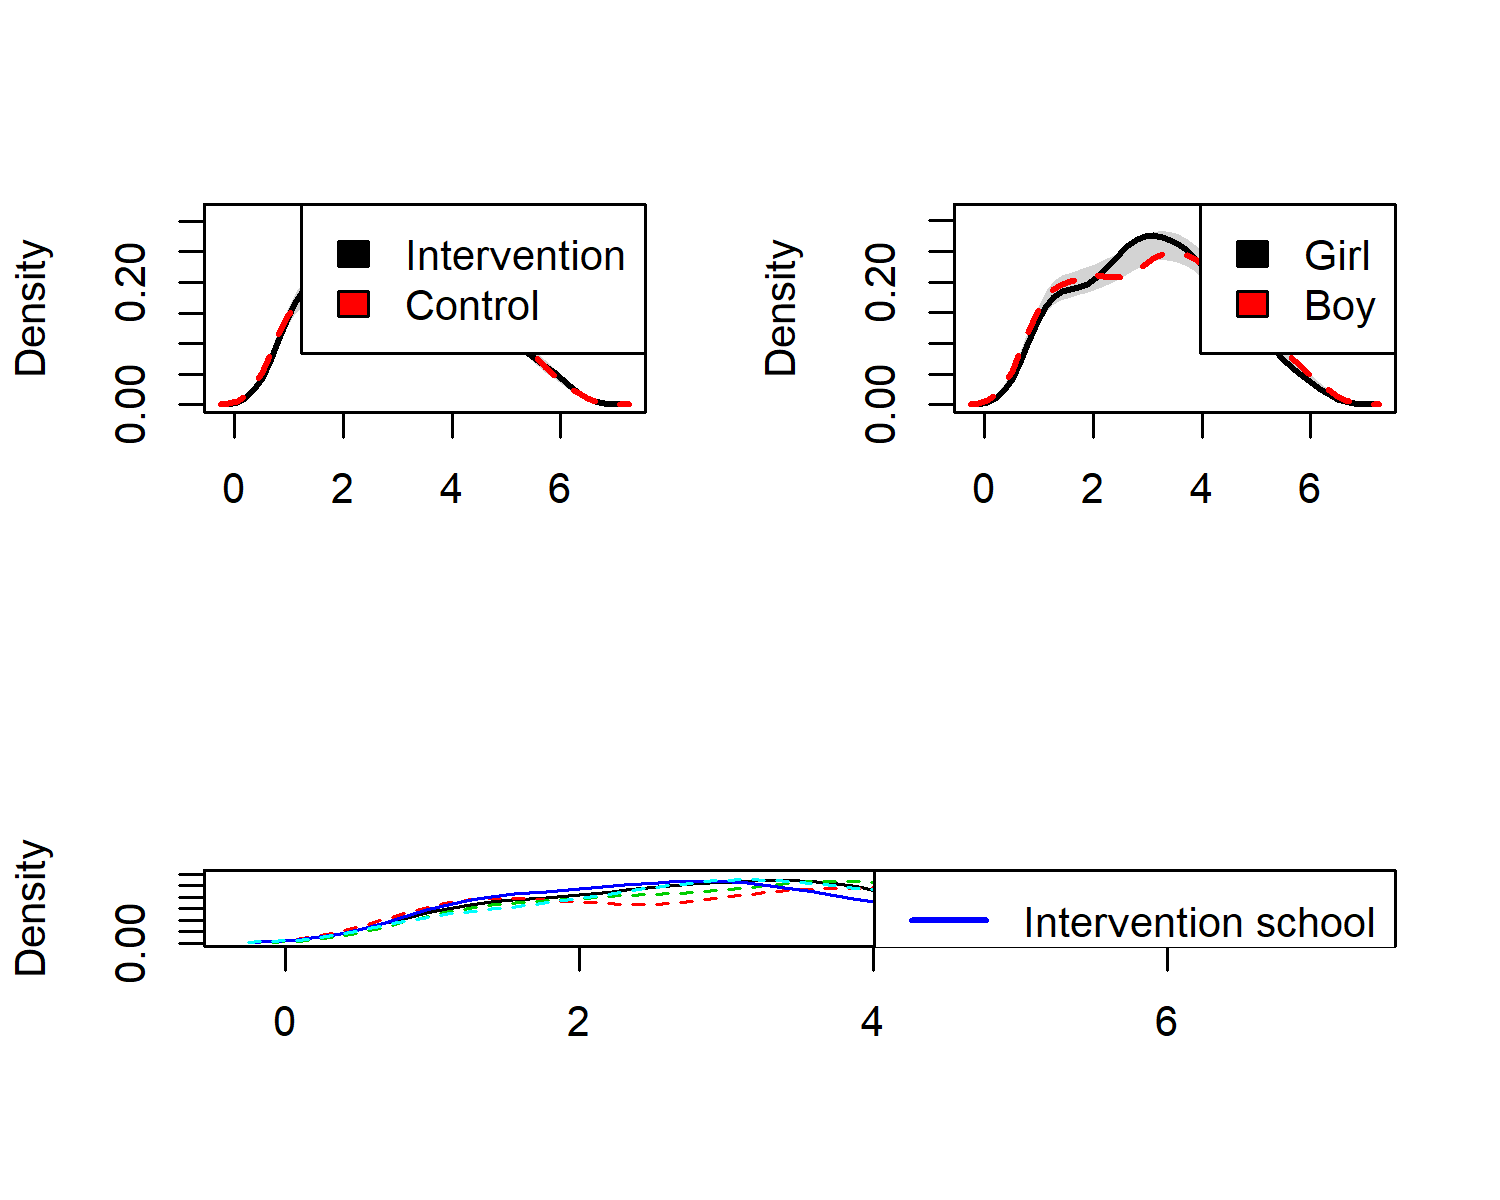 Density
0.00 0.20
0 2 4 6
Intervention
Control
Density
0.00 0.20
0 2 4 6
Girl
Boy
Density
0.00
0 2 4 6
Intervention school